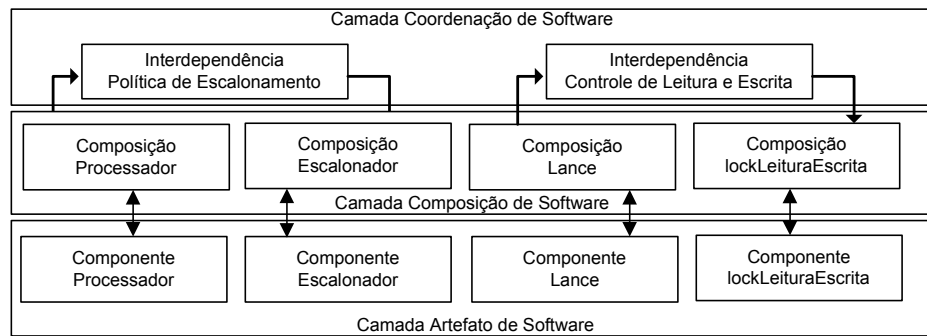 Camada Coordenação de Software
Interdependência
Política de Escalonamento
Interdependência
Controle de Leitura e Escrita
Composição
Processador
Composição
Escalonador
Composição
Lance
Composição
lockLeituraEscrita
Camada Composição de Software
Componente
Processador
Componente
Escalonador
Componente
Lance
Componente
lockLeituraEscrita
Camada Artefato de Software